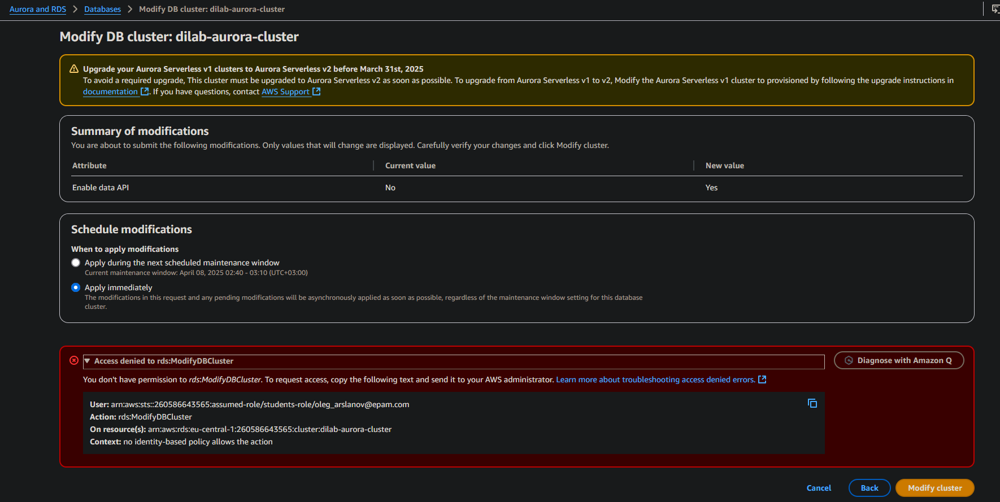 Aurora and RDS > Databases > Modify DB cluster: dilab-aurora-cluster
Modify DB cluster: dilab-aurora-cluster
Upgrade your Aurora Serverless v1 clusters to Aurora Serverless v2 before March 31st, 2025
To avoid a required upgrade, This cluster must be upgraded to Aurora Serverless v2 as soon as possible. To upgrade from Aurora Serverless v1 to v2, Modify the Aurora Serverless v1 cluster to provisioned by following the upgrade instructions in
documentation. If you have questions, contact AWS Support
Summary of modifications
You are about to submit the following modifications. Only values that will change are displayed. Carefully verify your changes and click Modify cluster.
Attribute Current value New value
Enable data API No Yes
Schedule modifications
When to apply modifications
Apply during the next scheduled maintenance window
Current maintenance window: April 08, 2025 02:40 - 03:10 (UTC+03:00)
Apply immediately
The modifications in this request and any pending modifications will be asynchronously applied as soon as possible, regardless of the maintenance window setting for this database
cluster.
Access denied to rds:ModifyDBCluster
Diagnose with Amazon Q
You don't have permission to rds:ModifyDBCluster. To request access, copy the following text and send it to your AWS administrator. Learn more about troubleshooting access denied errors.
User: arn:aws:sts::260586643565:assumed-role/students-role/oleg_arslanov@epam.com
Action: rds:ModifyDBCluster
On resource(s): arn:aws:rds:eu-central-1:260586643565:cluster:dilab-aurora-cluster
Context: no identity-based policy allows the action
Cancel Back Modify cluster